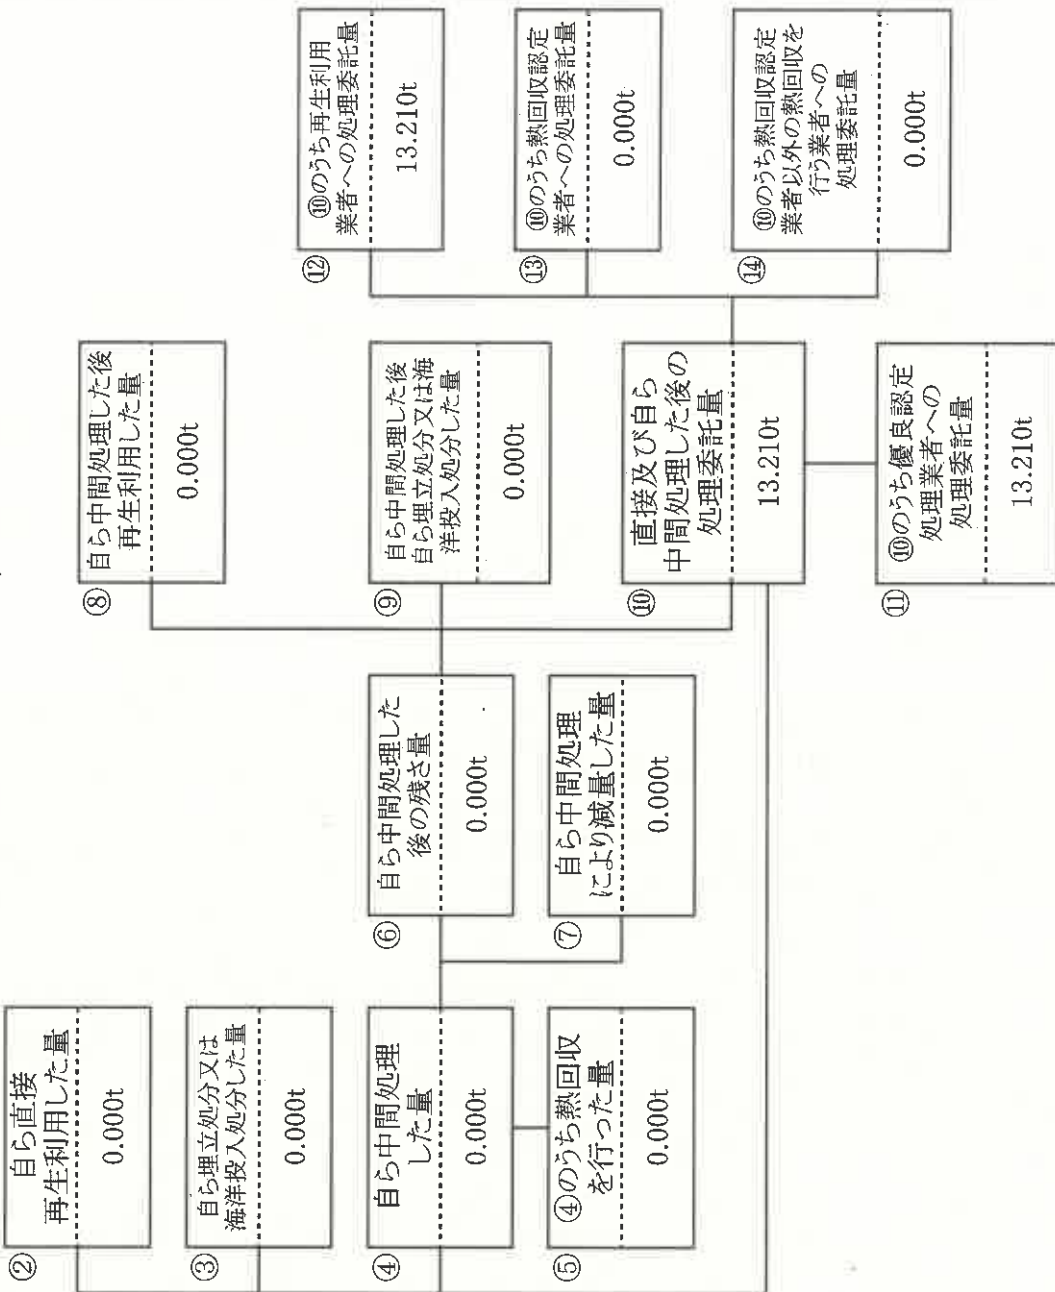 ②
自ら直接
再生利用した量
0.000t
③
自ら埋立処分又は
海洋投入処分した量
0.000t
④
自ら中間処理
した量
0.000t
⑤
④のうち熱回収
を行った量
0.000t
⑥
自ら中間処理した
後の残さ量
0.000t
⑦
自ら中間処理
により減量した量
0.000t
⑧
自ら中間処理した後
再生利用した量
0.000t
⑨
自ら中間処理した後
自ら埋立処分又は海
洋投入処分した量
0.000t
⑩
直接及び自ら
中間処理した後の
処理委託量
13.210t
⑪
⑩のうち優良認定
処理業者への
処理委託量
13.210t
⑫
⑩のうち再生利用
業者への処理委託量
13.210t
⑬
⑩のうち熱回収認定
業者への処理委託量
0.000t
⑭
⑩のうち熱回収認定
業者以外の熱回収を
行う業者への
処理委託量
0.000t